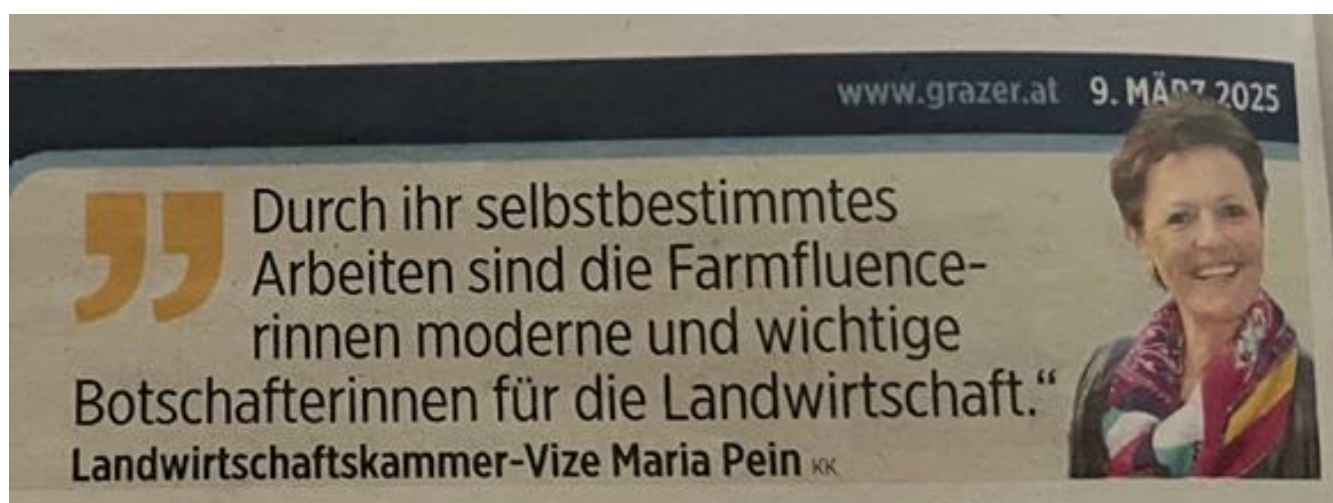 www.grazer.at 9. MÄRZ 2025
„Durch ihr selbstbestimmtes
Arbeiten sind die Farmfluence-
rinnen moderne und wichtige
Botschafterinnen für die Landwirtschaft.“
Landwirtschaftskammer-Vize Maria Pein KK